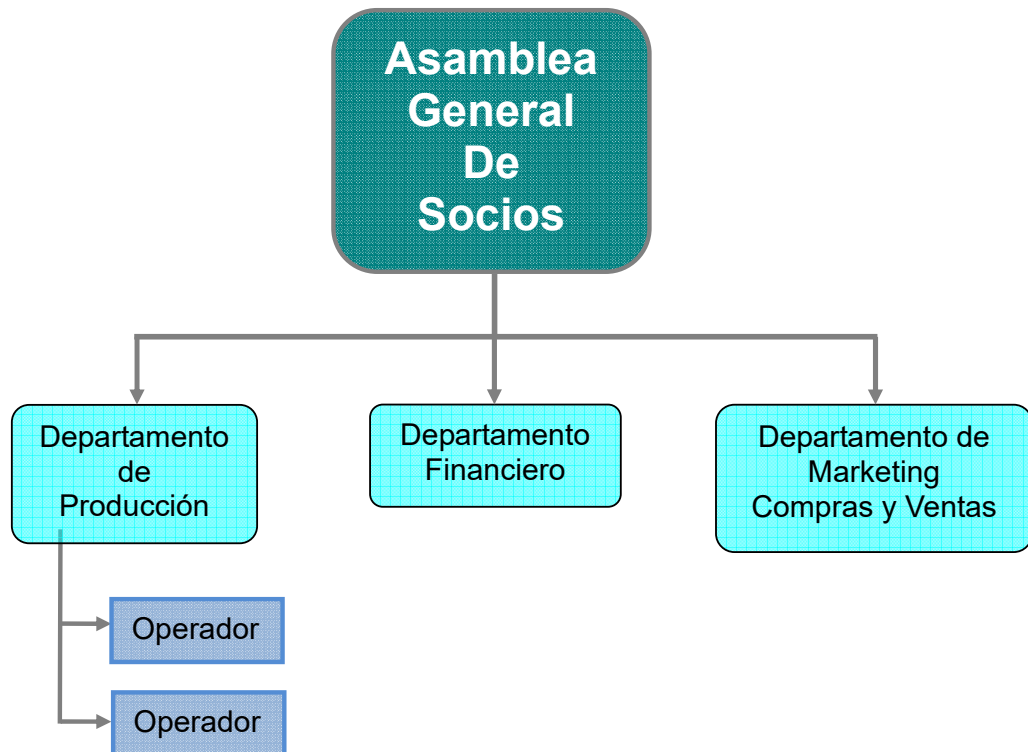 Asamblea
General
De
Socios
Departamento
de
Producción
Departamento
Financiero
Departamento de
Marketing
Compras y Ventas
Operador
Operador